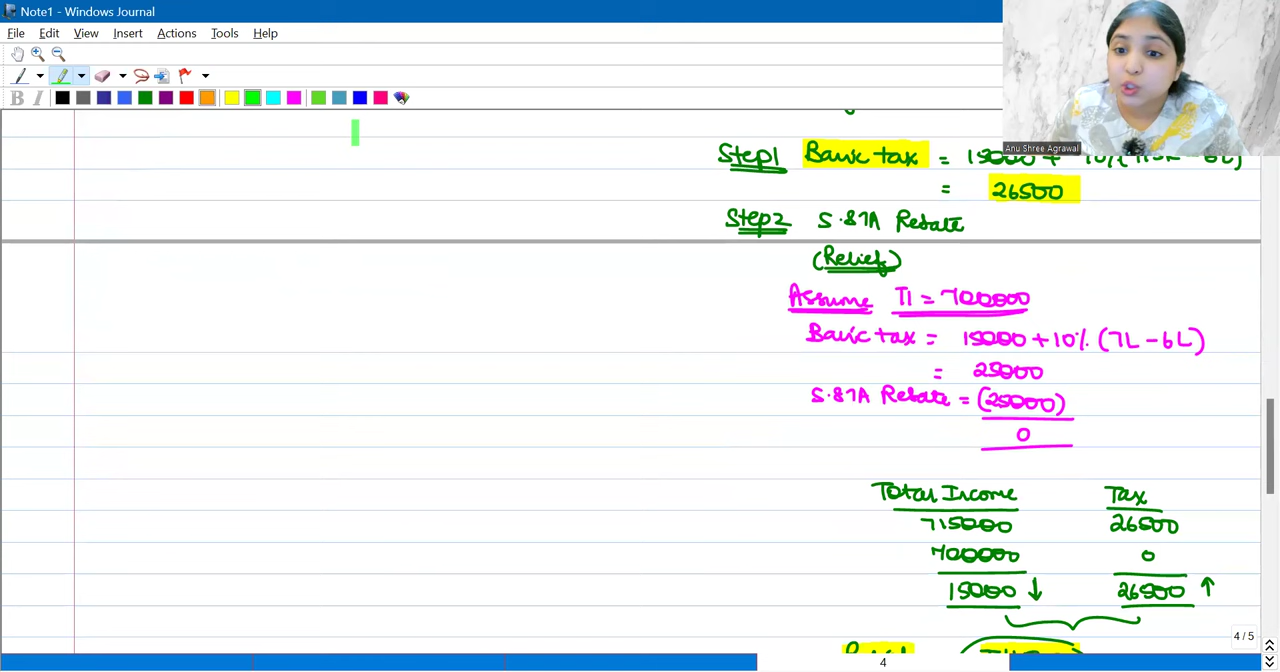 Note1 - Windows Journal
File Edit View Insert Actions Tools Help
B I
Anu Shree Agrawal
Step1 Basic tax = 15000 +
= 26500
Step2 S.87A Rebate
(Relief)
Assume TI = 700000
Basic tax = 15000 + 10% (7L - 6L)
= 25000
S.87A Rebate = (25000)
0
Total Income Tax
715000 26500
700000 0
15000 ↓ 26500 ↑
4 / 5
4